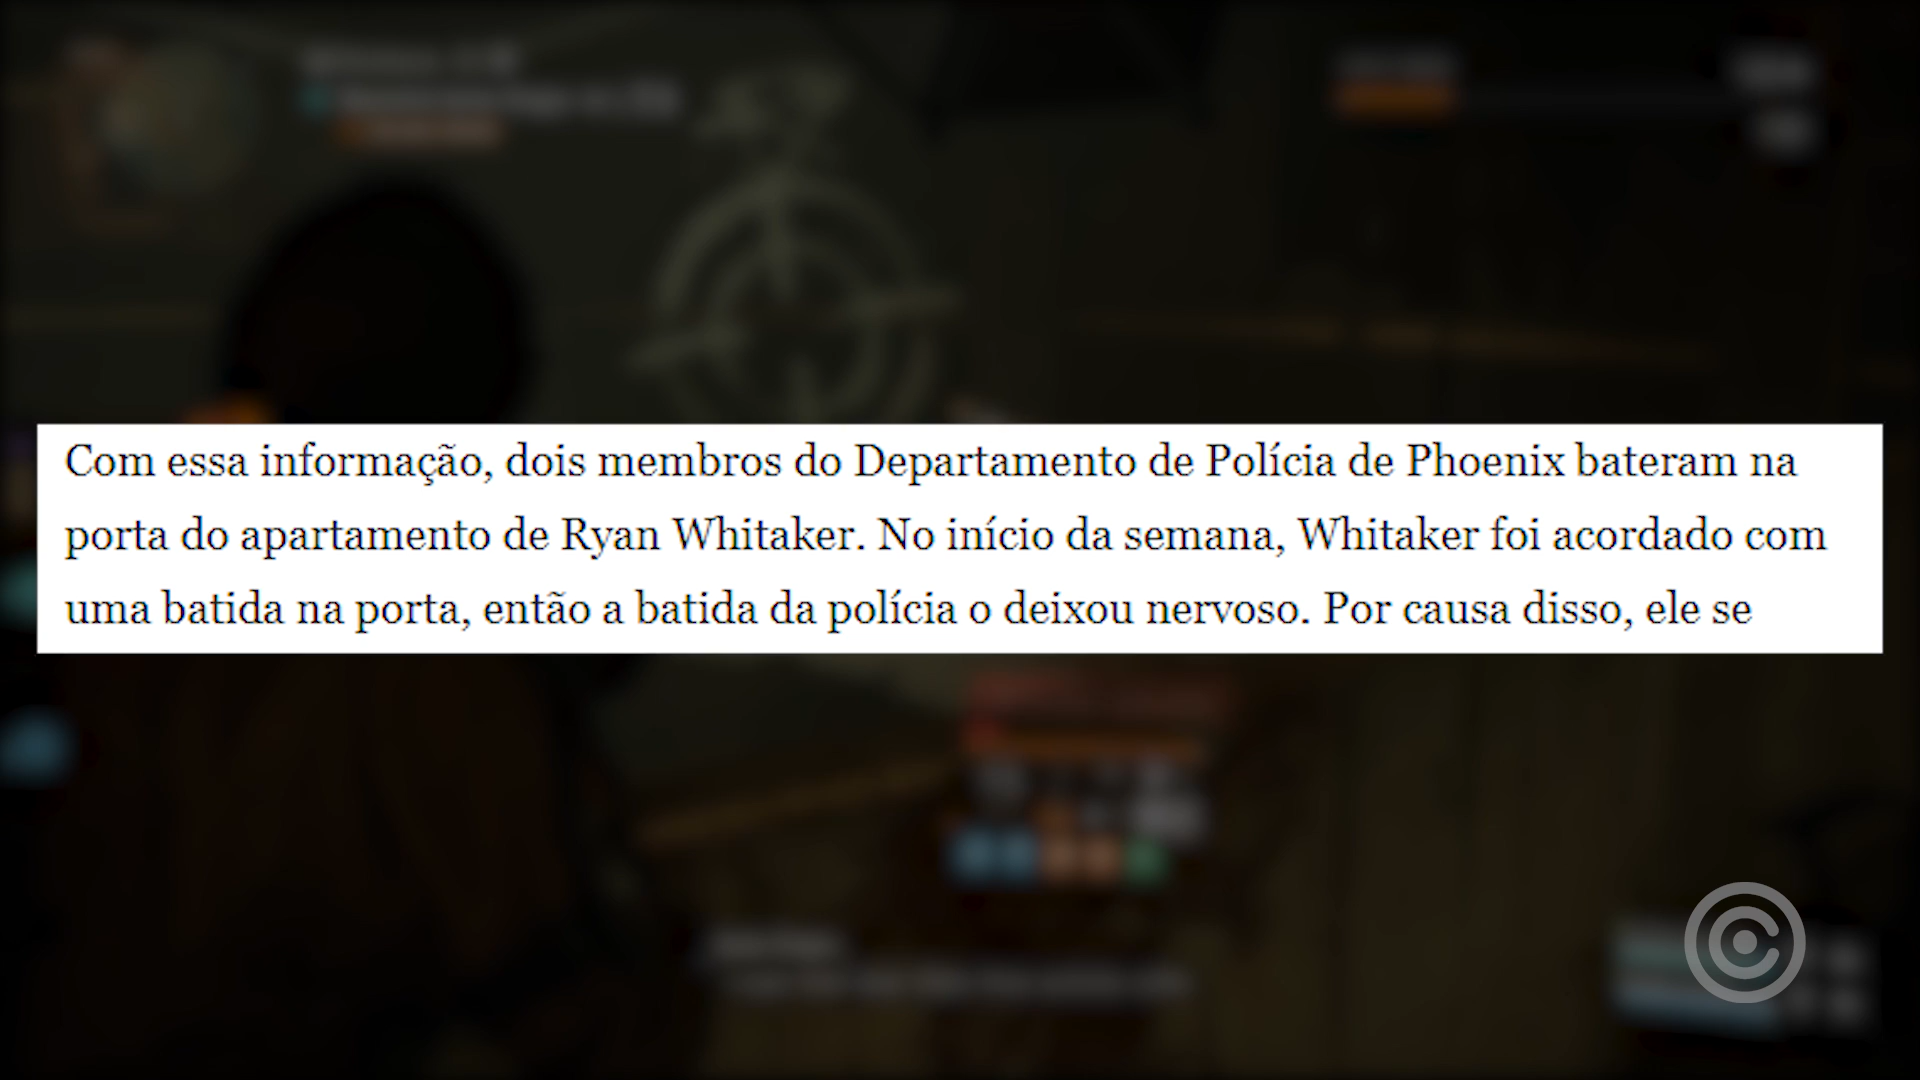 Com essa informação, dois membros do Departamento de Polícia de Phoenix bateram na
porta do apartamento de Ryan Whitaker. No início da semana, Whitaker foi acordado com
uma batida na porta, então a batida da polícia o deixou nervoso. Por causa disso, ele se